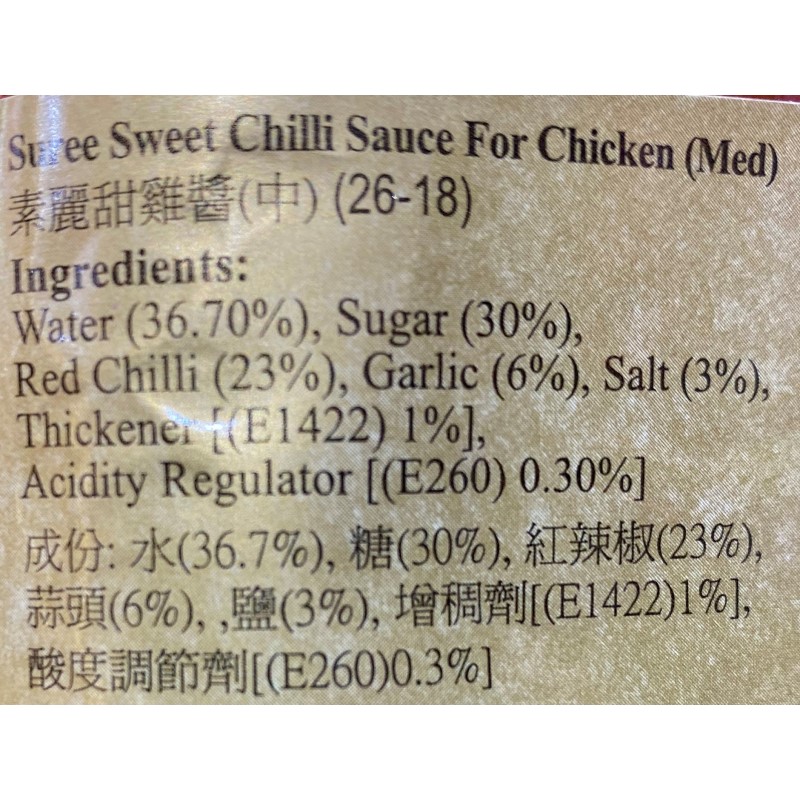 Suree Sweet Chilli Sauce For Chicken (Med)
素麗甜雞醬(中) (26-18)
Ingredients:
Water (36.70%), Sugar (30%),
Red Chilli (23%), Garlic (6%), Salt (3%),
Thickener [(E1422) 1%],
Acidity Regulator [(E260) 0.30%]
成份: 水(36.7%), 糖(30%), 紅辣椒(23%),
蒜頭(6%), ,鹽(3%), 增稠劑[(E1422)1%],
酸度調節劑[(E260)0.3%]